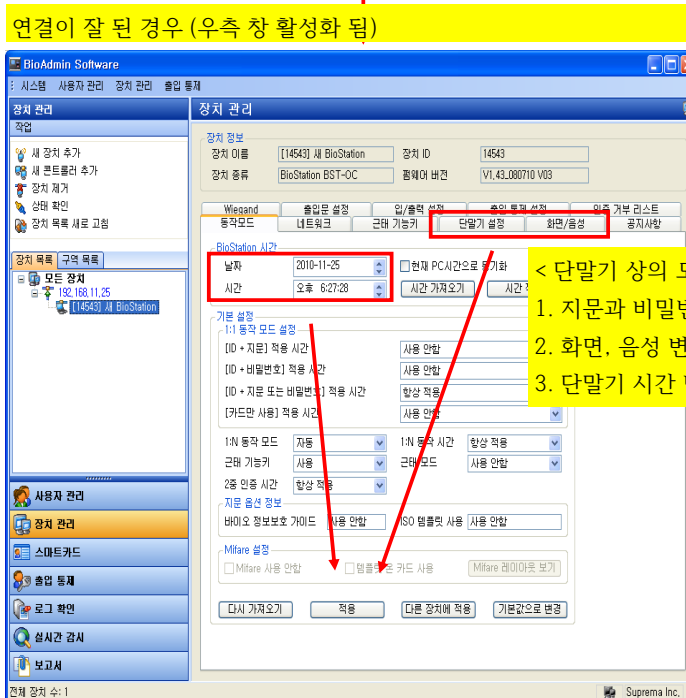 연결이 잘 된 경우 (우측 창 활성화 됨)
BioAdmin Software
시스템 사용자 관리 장치 관리 출입 통제
장치 관리
작업
새 장치 추가
새 콘트롤러 추가
장치 제거
상태 확인
장치 목록 새로 고침
장치 목록 구역 목록
모든 장치
192.168.11.25
[14543] 새 BioStation
사용자 관리
장치 관리
스마트카드
출입 통제
로그 확인
실시간 감시
보고서
장치 관리
장치 정보
장치 이름 [14543] 새 BioStation 장치 ID 14543
장치 종류 BioStation BST-OC 펌웨어 버전 V1.43_080710 V03
Wiegand 출입문 설정 입/출력 설정 출입 통제 설정 인증 거부 리스트
동작모드 네트워크 근태 기능키 단말기 설정 화면/음성 공지사항
BioStation 시간
날짜 2010-11-25 현재 PC시간으로 동기화
시간 오후 6:27:28 시간 가져오기 시간
< 단말기 상의
1. 지문과 비밀번
2. 화면, 음성 변
3. 단말기 시간
기본 설정
1:1 동작 모드 설정
[ID + 지문] 적용 시간 사용 안함
[ID + 비밀번호] 적용 시간 사용 안함
[ID + 지문 또는 비밀번호] 적용 시간 항상 적용
[카드만 사용] 적용 시간 사용 안함
1:N 동작 모드 자동 1:N 동작 시간 항상 적용
근태 기능키 사용 근태 모드 사용 안함
2중 인증 시간 항상 적용
지문 옵션 정보
바이오 정보보호 가이드 사용 안함 ISO 템플릿 사용 사용 안함
Mifare 설정
Mifare 사용 안함 템플릿 온 카드 사용 Mifare 레이아웃 보기
다시 가져오기 적용 다른 장치에 적용 기본값으로 변경
전체 장치 수: 1 Suprema Inc,